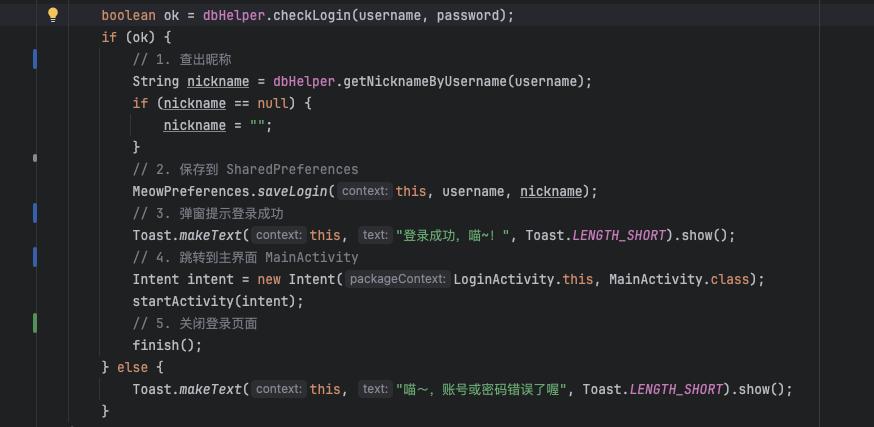 boolean ok = dbHelper.checkLogin(username, password);
if (ok) {
// 1. 查出昵称
String nickname = dbHelper.getNicknameByUsername(username);
if (nickname == null) {
nickname = "";
}
// 2. 保存到 SharedPreferences
MeowPreferences.saveLogin( context: this, username, nickname);
// 3. 弹窗提示登录成功
Toast.makeText( context: this, text: "登录成功，喵~！", Toast.LENGTH_SHORT).show();
// 4. 跳转到主界面 MainActivity
Intent intent = new Intent( packageContext: LoginActivity.this, MainActivity.class);
startActivity(intent);
// 5. 关闭登录页面
finish();
} else {
Toast.makeText( context: this, text: "喵～，账号或密码错误了喔", Toast.LENGTH_SHORT).show();
}